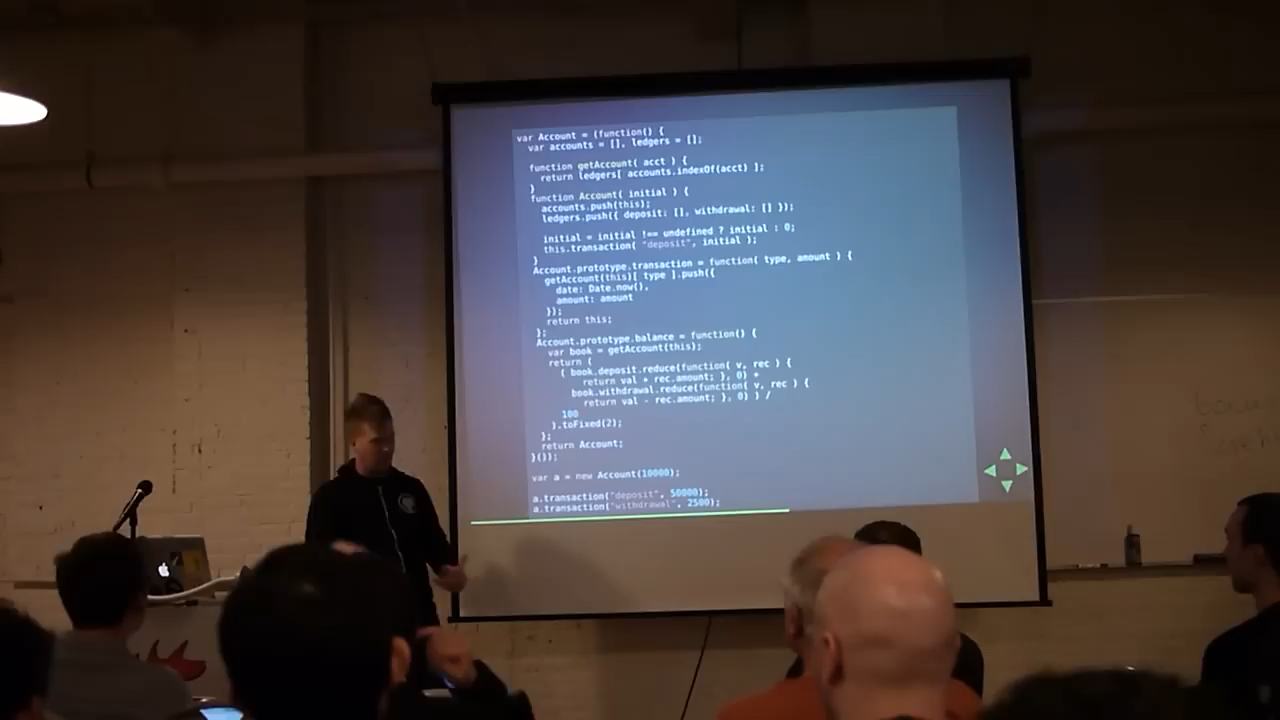 var Account = (function() {
var accounts = [], ledgers = [];
function getAccount( acct ) {
return ledgers[ accounts.indexOf(acct) ];
}
function Account( initial ) {
accounts.push(this);
ledgers.push({ deposit: [], withdrawal: [] });
initial = initial !== undefined ? initial : 0;
this.transaction( "deposit", initial );
}
Account.prototype.transaction = function( type, amount ) {
getAccount(this)[ type ].push({
date: Date.now(),
amount: amount
});
return this;
};
Account.prototype.balance = function() {
var book = getAccount(this);
return (
( book.deposit.reduce(function( v, rec ) {
return val + rec.amount; }, 0) +
book.withdrawal.reduce(function( v, rec ) {
return val - rec.amount; }, 0) ) /
100
).toFixed(2);
};
return Account;
}());
var a = new Account(10000);
a.transaction("deposit", 50000);
a.transaction("withdrawal", 2500);